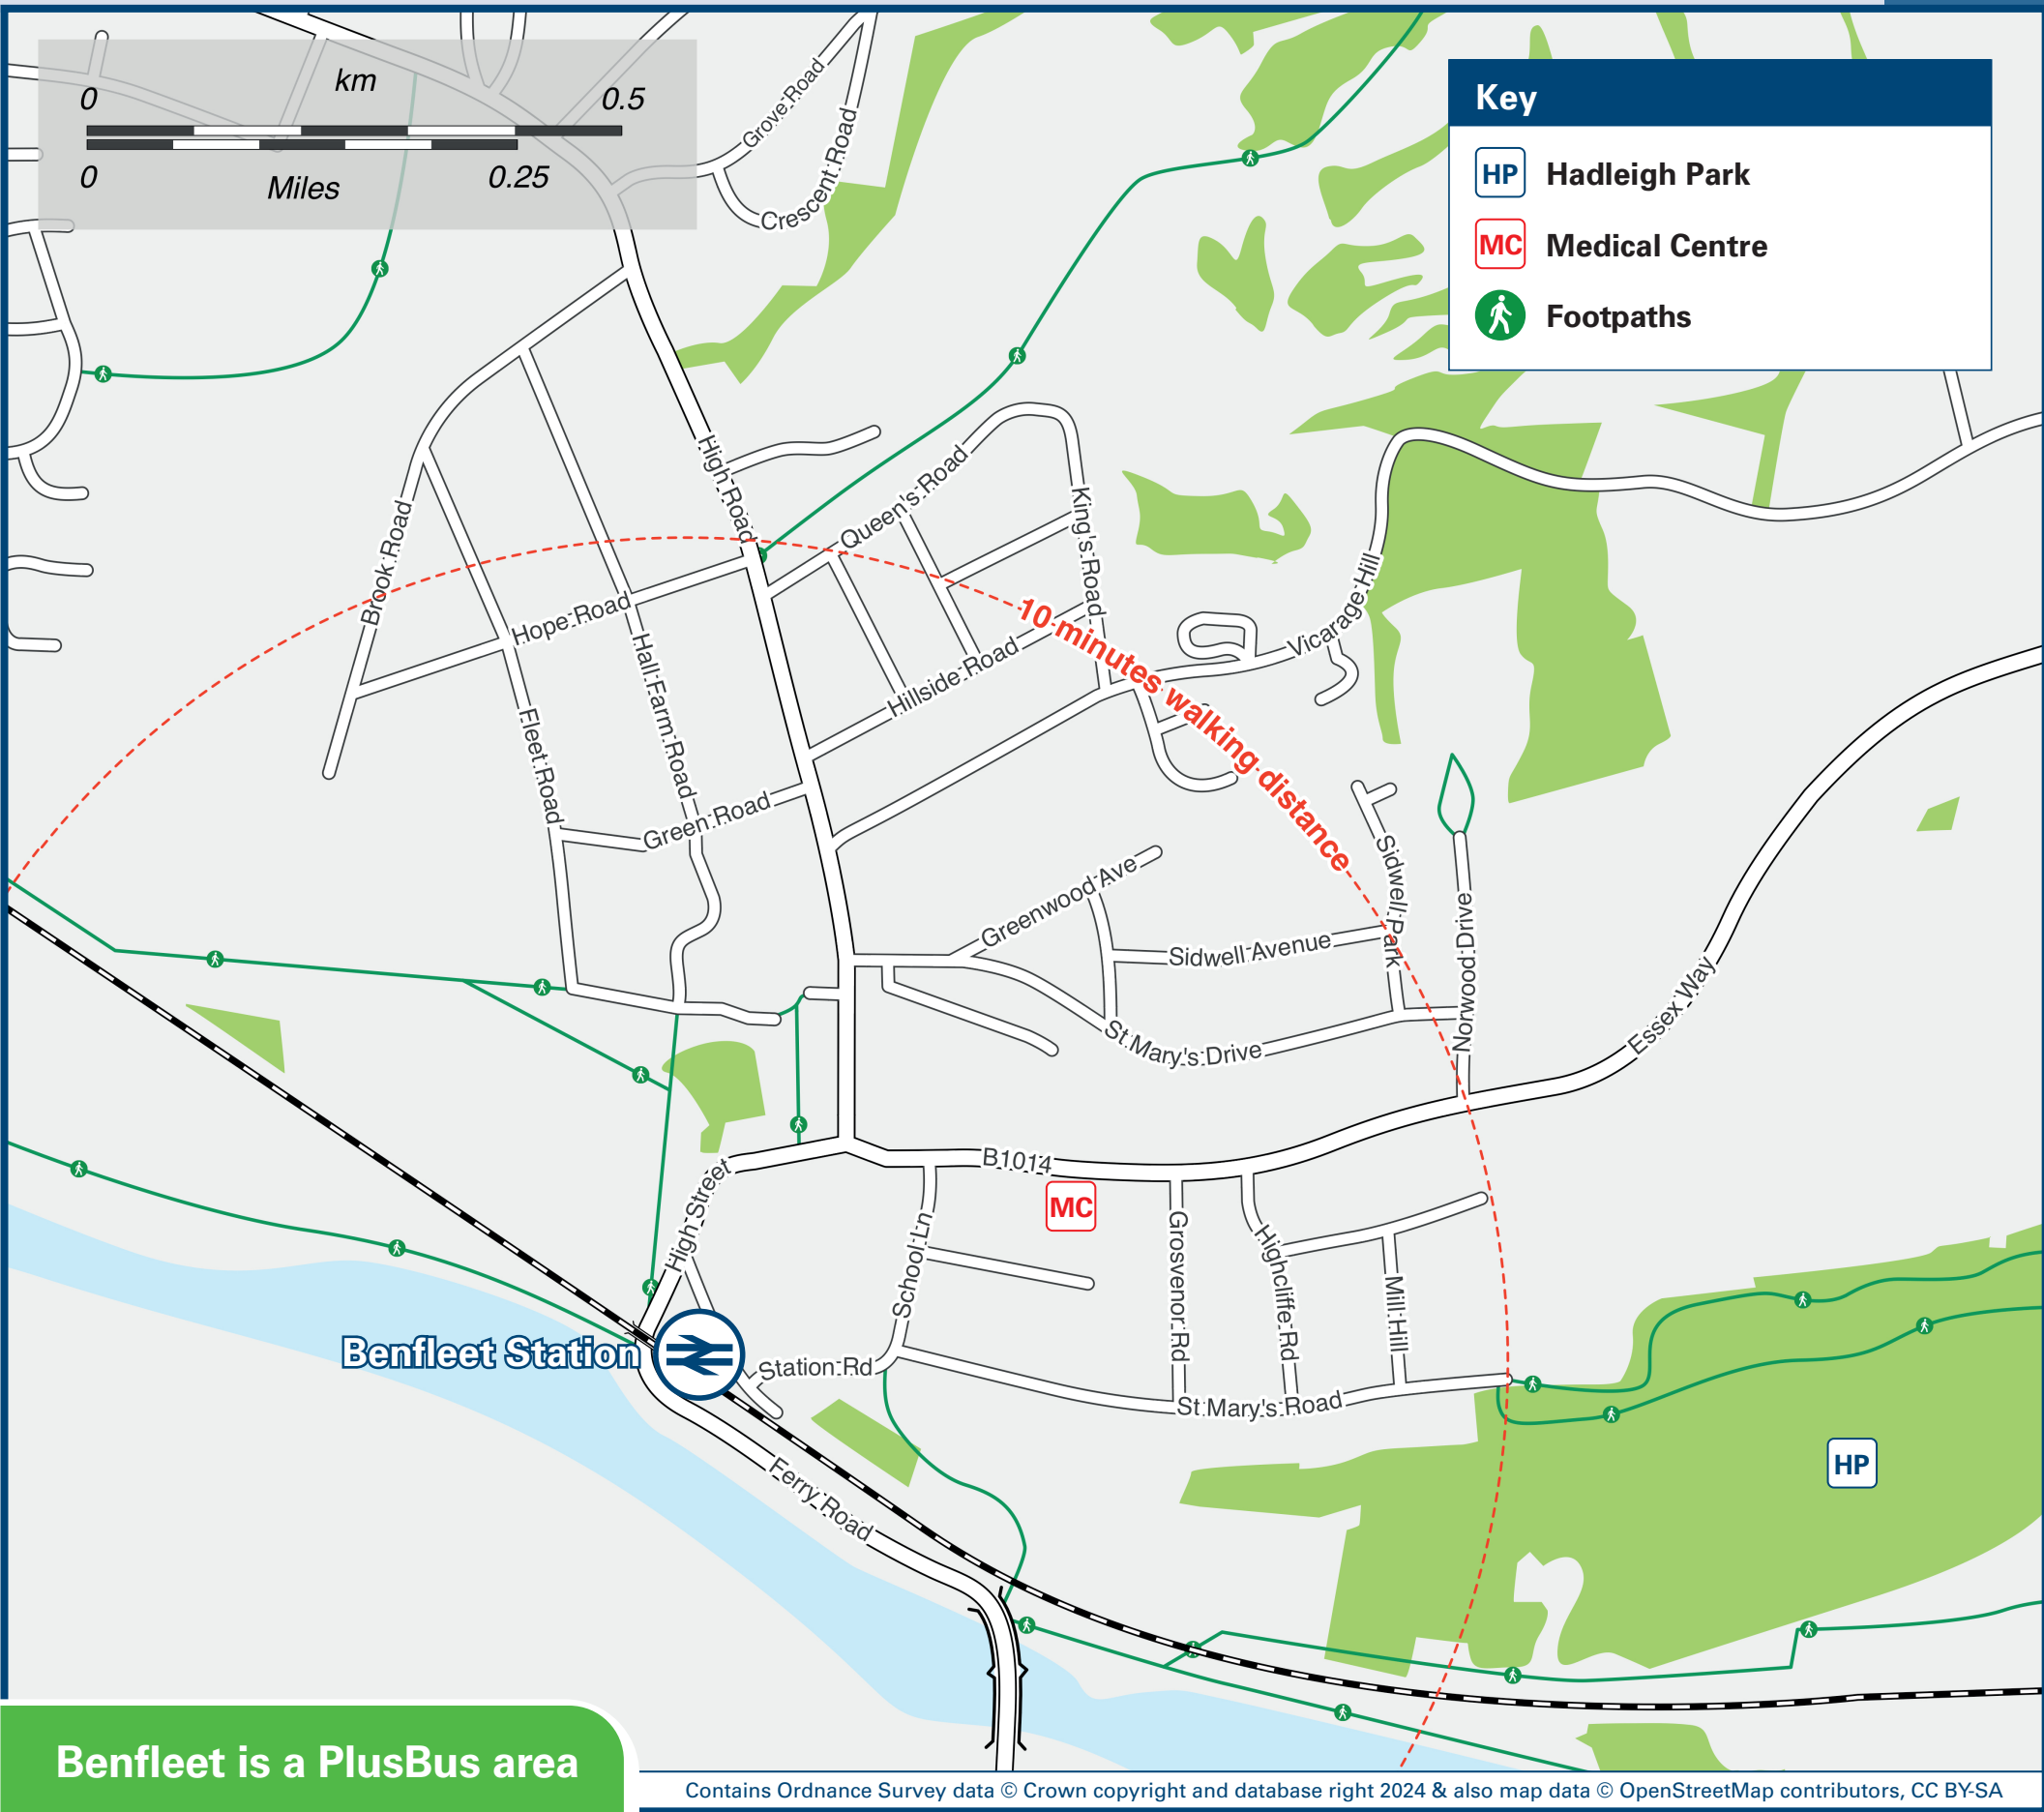 km
0
0.5
0
Miles
0.25
Key
HP Hadleigh Park
MC Medical Centre
Footpaths
Grove Road
Crescent Road
High Road
Queen's Road
King's Road
Brook Road
Hope Road
Hall Farm Road
Fleet Road
Green Road
Hillside Road
Vicarage Hill
10 minutes walking distance
Greenwood Ave
Sidwell Avenue
Sidwell Park
Norwood Drive
St Mary's Drive
Essex Way
B1014
High Street
School Ln
MC
Grosvenor Rd
Highcliffe Rd
Mill Hill
Benfleet Station
Station Rd
St Mary's Road
Ferry Road
HP
Benfleet is a PlusBus area
Contains Ordnance Survey data © Crown copyright and database right 2024 & also map data © OpenStreetMap contributors, CC BY-SA